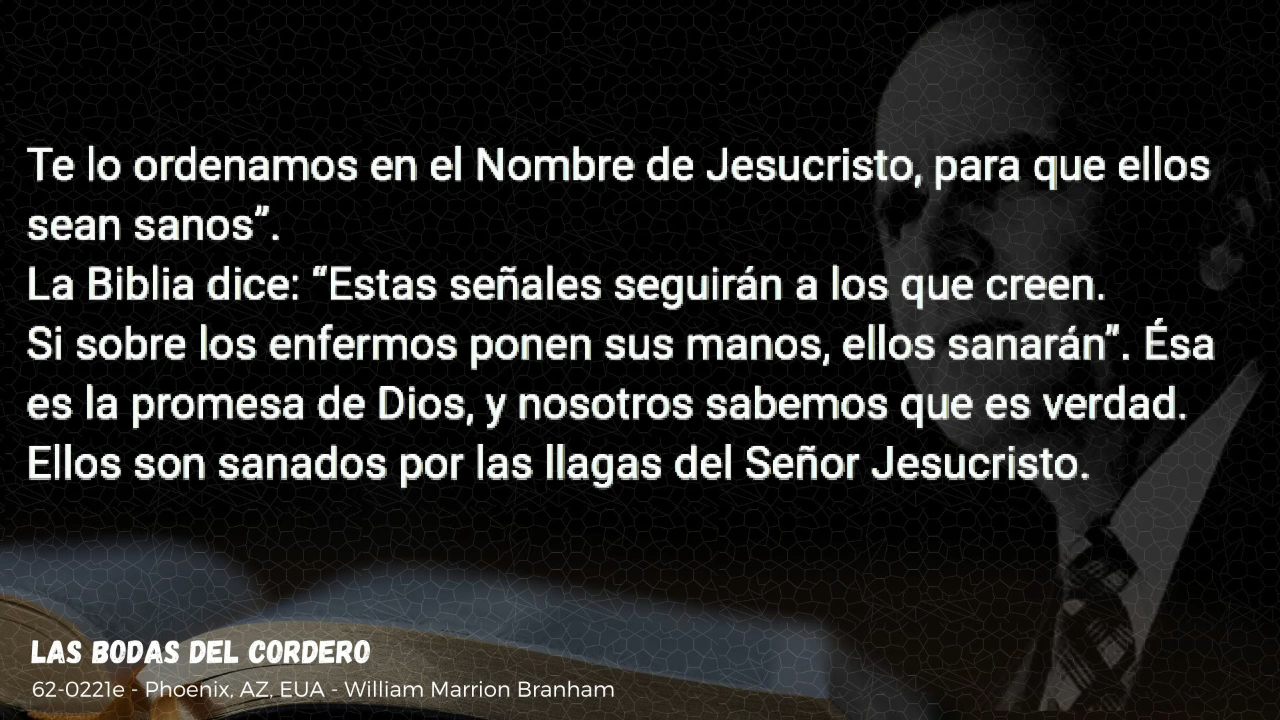 Te lo ordenamos en el Nombre de Jesucristo, para que ellos
sean sanos”.
La Biblia dice: “Estas señales seguirán a los que creen.
Si sobre los enfermos ponen sus manos, ellos sanarán”. Ésa
es la promesa de Dios, y nosotros sabemos que es verdad.
Ellos son sanados por las llagas del Señor Jesucristo.
LAS BODAS DEL CORDERO
62-0221e - Phoenix, AZ, EUA - William Marrion Branham